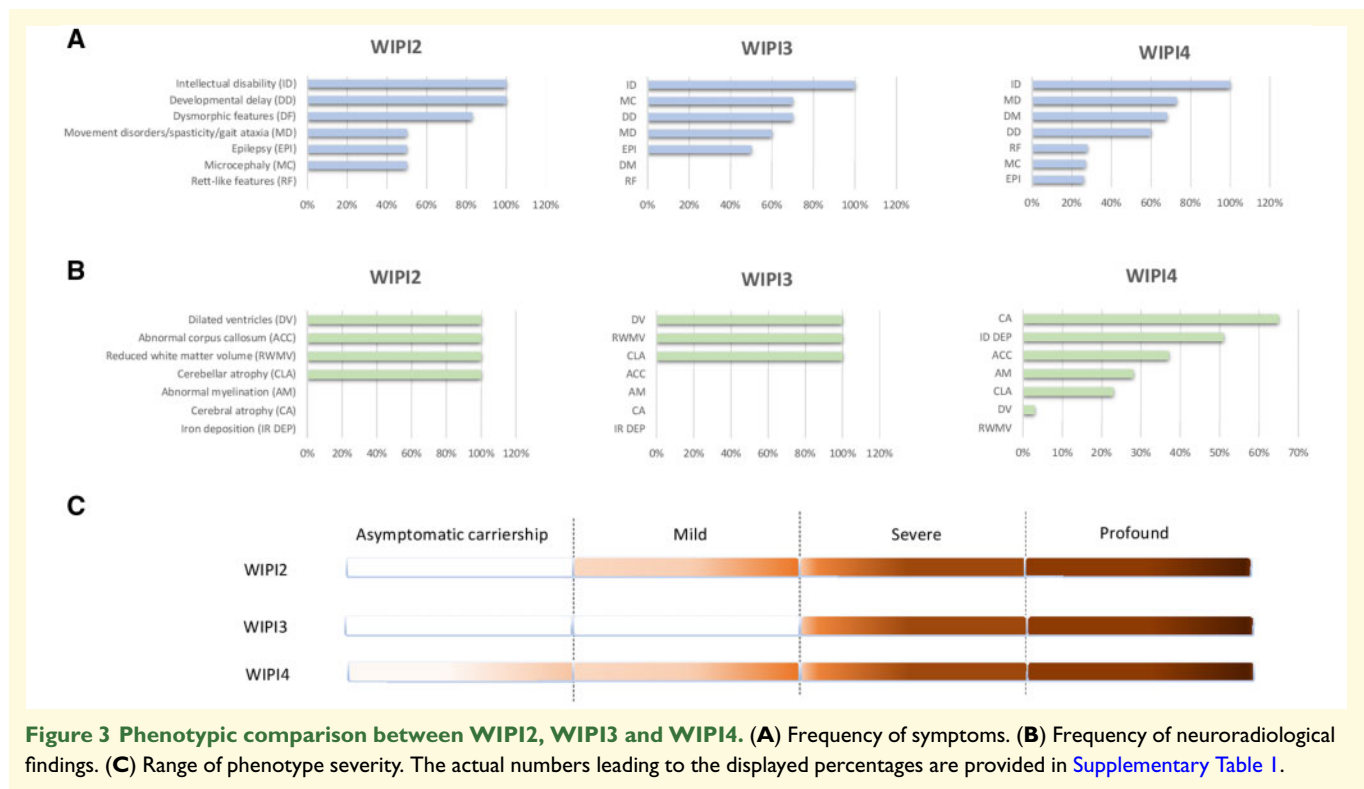 A
WIPI2
Intellectual disability (ID)
Developmental delay (DD)
Dysmorphic features (DF)
Movement disorders/spasticity/gait ataxia (MD)
Epilepsy (EPI)
Microcephaly (MC)
Rett-like features (RF)
0% 20% 40% 60% 80% 100% 120%
WIPI3
ID
MC
DD
MD
EPI
DM
RF
0% 20% 40% 60% 80% 100% 120%
WIPI4
ID
MD
DM
DD
RF
MC
EPI
0% 20% 40% 60% 80% 100% 120%
B
WIPI2
Dilated ventricles (DV)
Abnormal corpus callosum (ACC)
Reduced white matter volume (RWMV)
Cerebellar atrophy (CLA)
Abnormal myelination (AM)
Cerebral atrophy (CA)
Iron deposition (IR DEP)
0% 20% 40% 60% 80% 100% 120%
WIPI3
DV
RWMV
CLA
ACC
AM
CA
IR DEP
0% 20% 40% 60% 80% 100% 120%
WIPI4
CA
ID DEP
ACC
AM
CLA
DV
RWMV
0% 10% 20% 30% 40% 50% 60% 70%
C
Asymptomatic carriership Mild Severe Profound
WIPI2
WIPI3
WIPI4
Figure 3 Phenotypic comparison between WIPI2, WIPI3 and WIPI4. (A) Frequency of symptoms. (B) Frequency of neuroradiological
findings. (C) Range of phenotype severity. The actual numbers leading to the displayed percentages are provided in Supplementary Table 1.